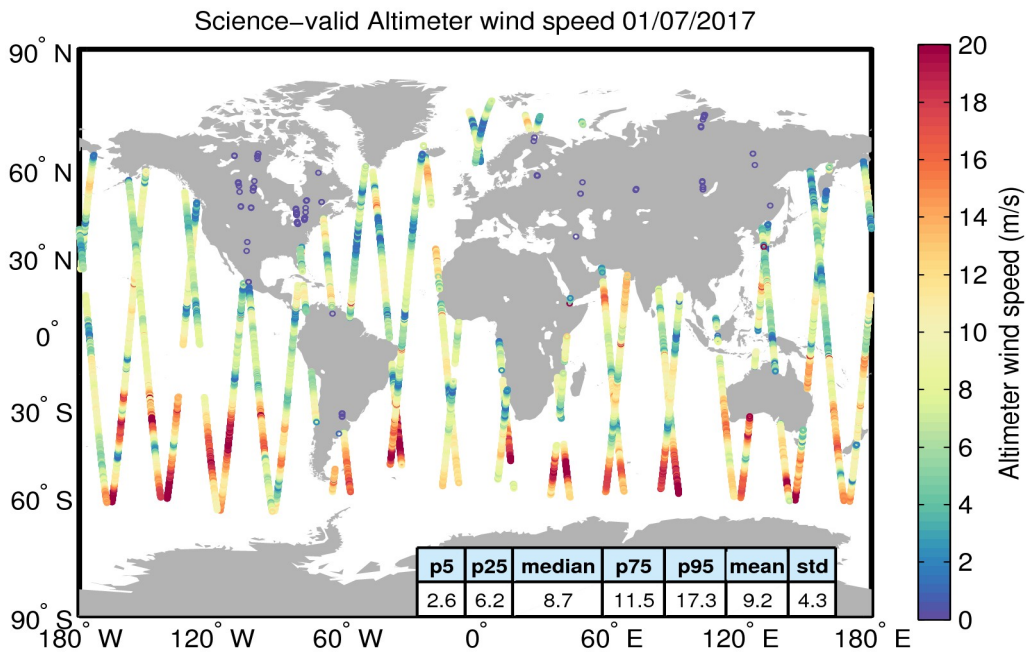 Science−valid Altimeter wind speed 01/07/2017
90° N
60° N
30° N
0°
30° S
60° S
90° S
180° W
120° W
60° W
0°
60° E
120° E
180° E
p5 p25 median p75 p95 mean std
2.6 6.2 8.7 11.5 17.3 9.2 4.3
20
18
16
14
12
10
8
6
4
2
0
Altimeter wind speed (m/s)